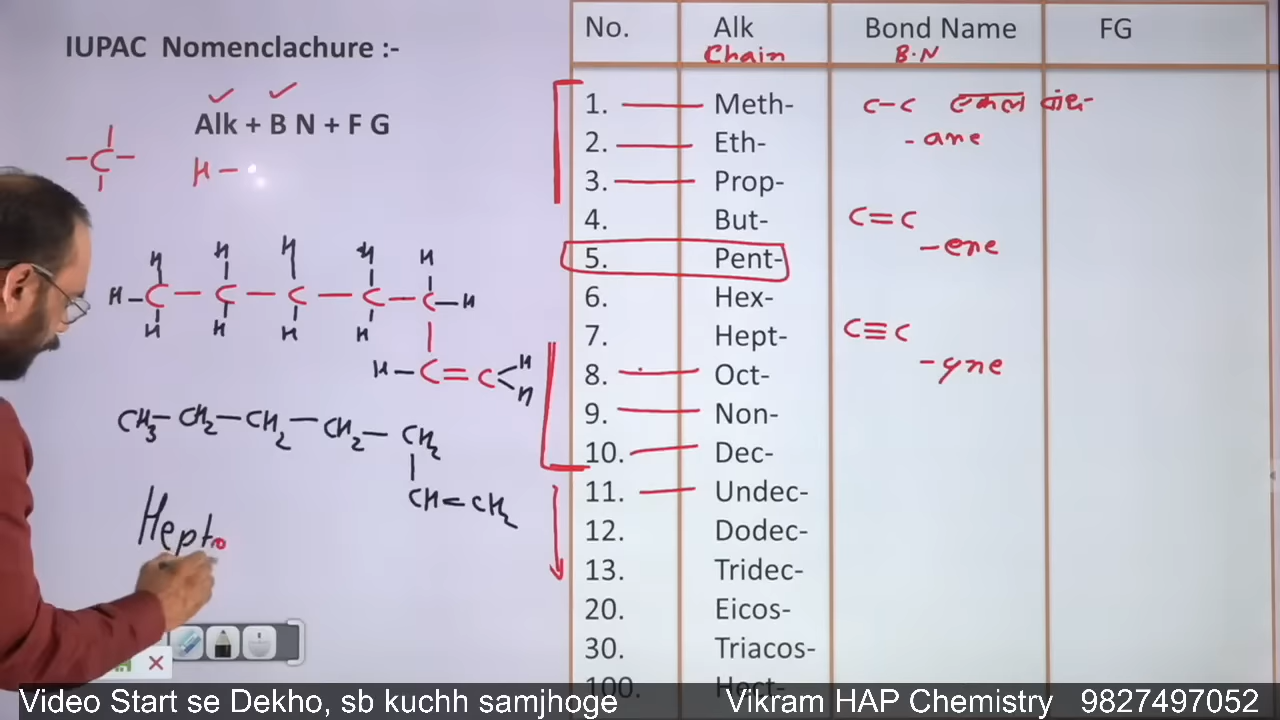 IUPAC Nomenclachure :-
Alk + B N + F G
C
H –
H H H H H
H – C – C – C – C – C – H
H H H H
H – C = C < H
H
CH3 – CH2 – CH2 – CH2 – CH2
CH = CH2
Hept
No. Alk Bond Name FG
Chain B.N
1. Meth- C–C एकल बंध-
2. Eth- - ane
3. Prop-
4. But- C=C
-ene
5. Pent-
6. Hex-
7. Hept- C≡C
-yne
8. Oct-
9. Non-
10. Dec-
11. Undec-
12. Dodec-
13. Tridec-
20. Eicos-
30. Triacos-
100. Hect-
Video Start se Dekho, sb kuchh samjhoge Vikram HAP Chemistry 9827497052